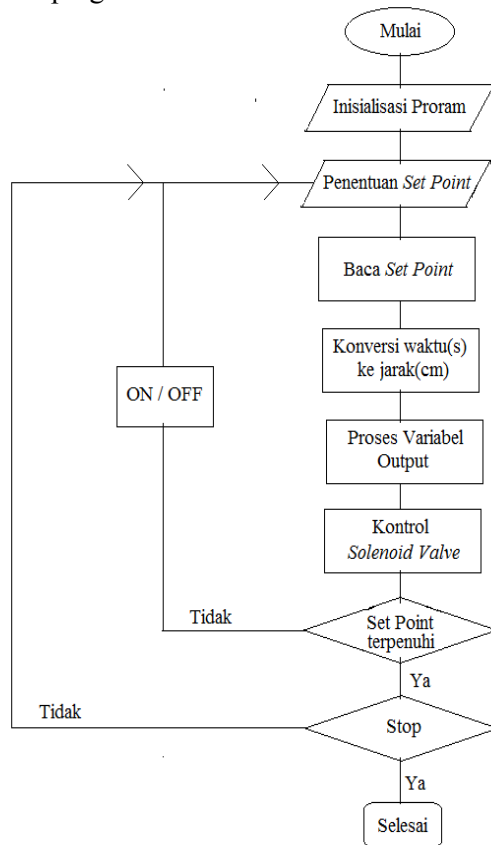 Mulai
Inisialisasi Proram
Penentuan Set Point
Baca Set Point
Konversi waktu(s)
ke jarak(cm)
ON / OFF
Proses Variabel
Output
Kontrol
Solenoid Valve
Tidak
Set Point
terpenuhi
Ya
Tidak
Stop
Ya
Selesai